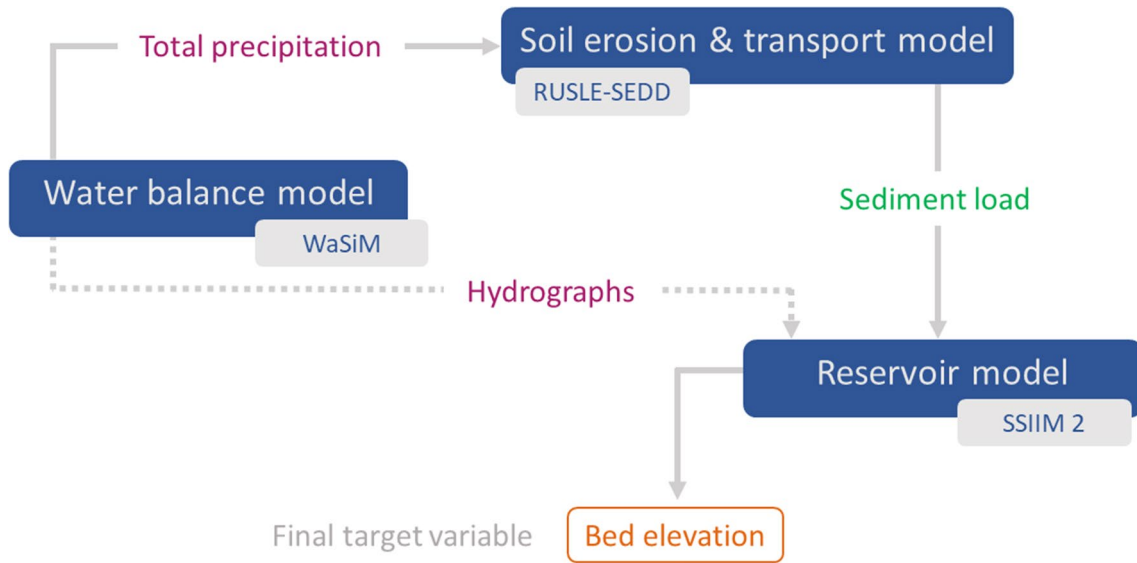 Total precipitation
Soil erosion & transport model
RUSLE-SEDD
Water balance model
WaSiM
Sediment load
Hydrographs
Reservoir model
SSIIM 2
Final target variable
Bed elevation